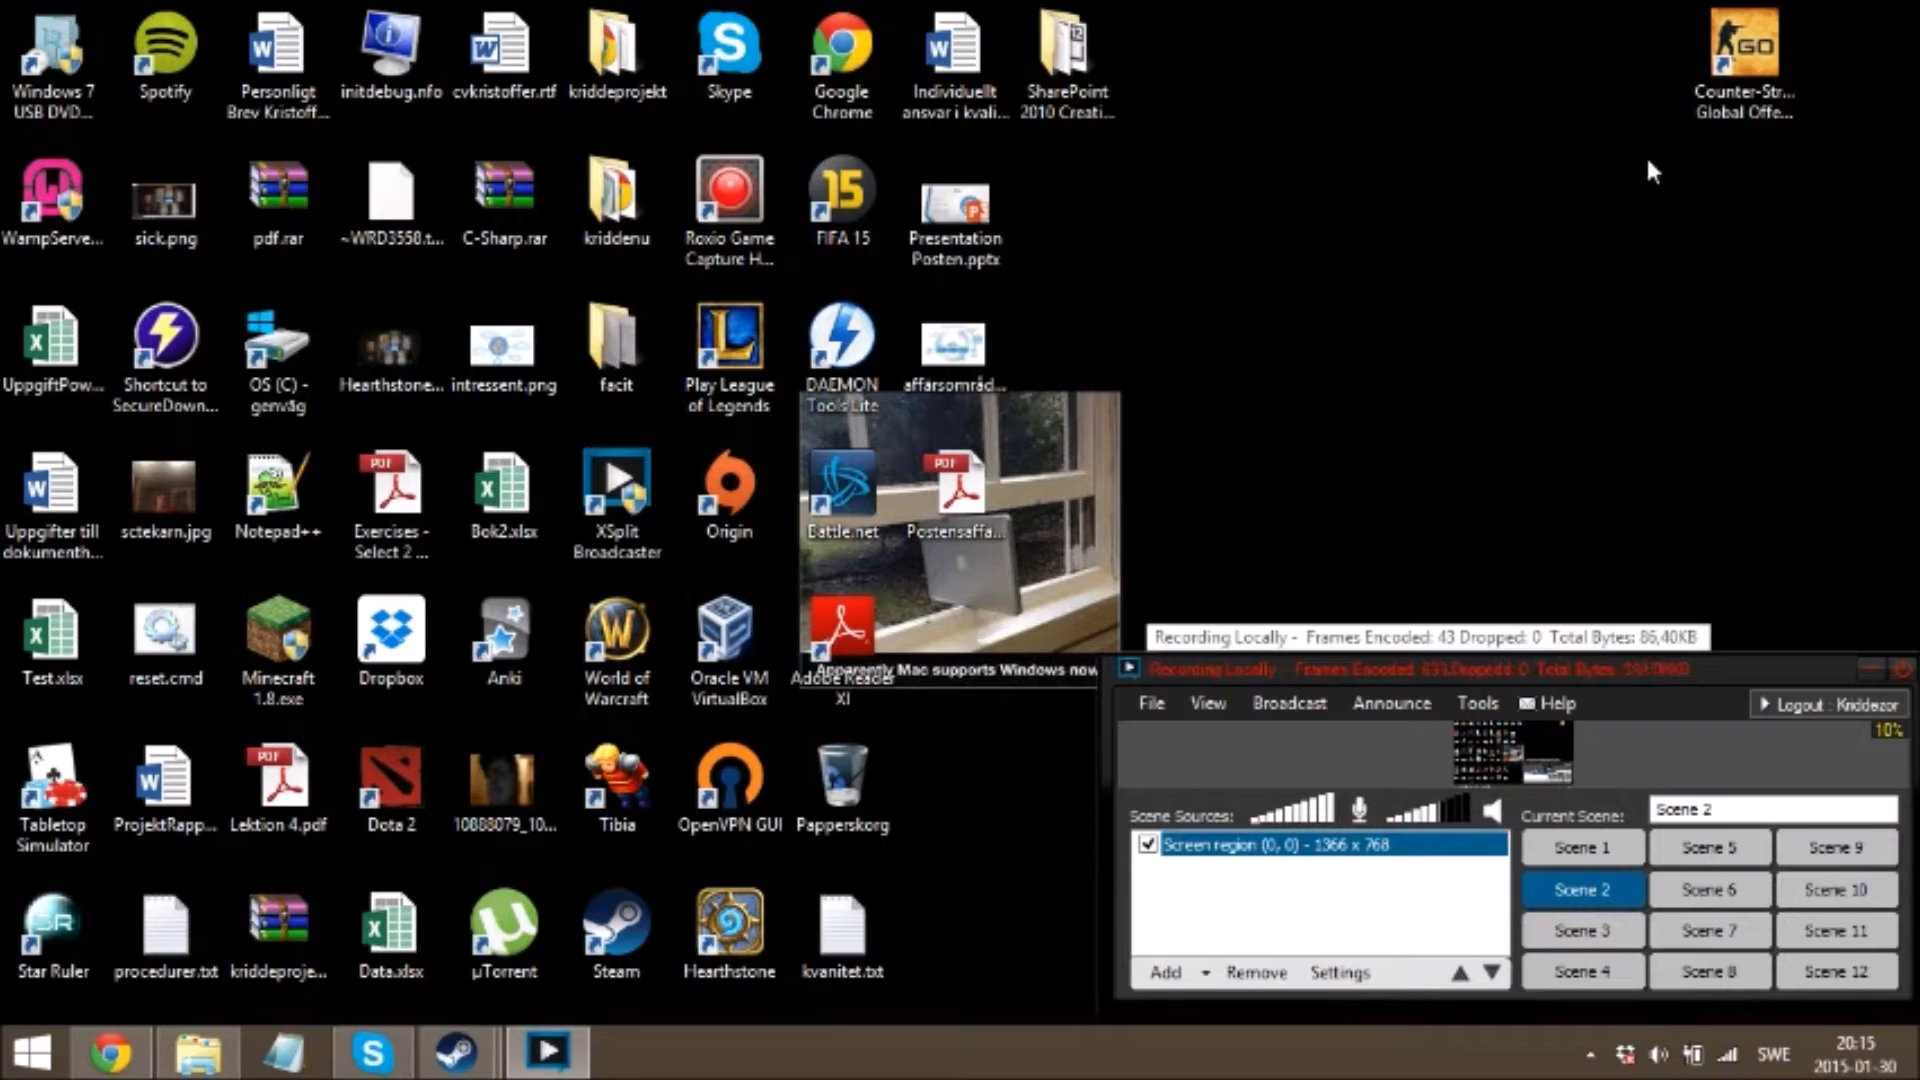 Windows 7
USB DVD...
Spotify
Personligt
Brev Kristoff...
initdebug.nfo
cvkristoffer.rtf
kriddeprojekt
Skype
Google
Chrome
Individuellt
ansvar i kvali...
SharePoint
2010 Creati...
Counter-Str...
Global Offe...
WampServe...
sick.png
pdf.rar
~WRD3558.t...
C-Sharp.rar
kriddenu
Roxio Game
Capture H...
FIFA 15
Presentation
Posten.pptx
UppgiftPow...
Shortcut to
SecureDown...
OS (C) -
genväg
Hearthstone...
intressent.png
facit
Play League
of Legends
DAEMON
Tools Lite
affärsområd...
Uppgifter till
dokumenth...
sctekarn.jpg
Notepad++
Exercises -
Select 2 ...
Bok2.xlsx
XSplit
Broadcaster
Origin
Battle.net
Postensaffa...
Test.xlsx
reset.cmd
Minecraft
1.8.exe
Dropbox
Anki
World of
Warcraft
Oracle VM
VirtualBox
Adobe Reader
XI
Apparently Mac supports Windows now
Recording Locally - Frames Encoded: 43 Dropped: 0 Total Bytes: 86,40KB
Recording Locally - Frames Encoded: Dropped: 0 Total Bytes:
File View Broadcast Announce Tools Help
Logout : Kriddezor
10%
Tabletop
Simulator
ProjektRapp...
Lektion 4.pdf
Dota 2
10888079_10...
Tibia
OpenVPN GUI
Papperskorg
Scene Sources:
Current Scene:
Scene 2
Screen region (0, 0) - 1366 x 768
Scene 1
Scene 5
Scene 9
Scene 2
Scene 6
Scene 10
Scene 3
Scene 7
Scene 11
Scene 4
Scene 8
Scene 12
Add
Remove
Settings
Star Ruler
procedurer.txt
kriddeproje...
Data.xlsx
µTorrent
Steam
Hearthstone
kvanitet.txt
SWE
20:15
2015-01-30